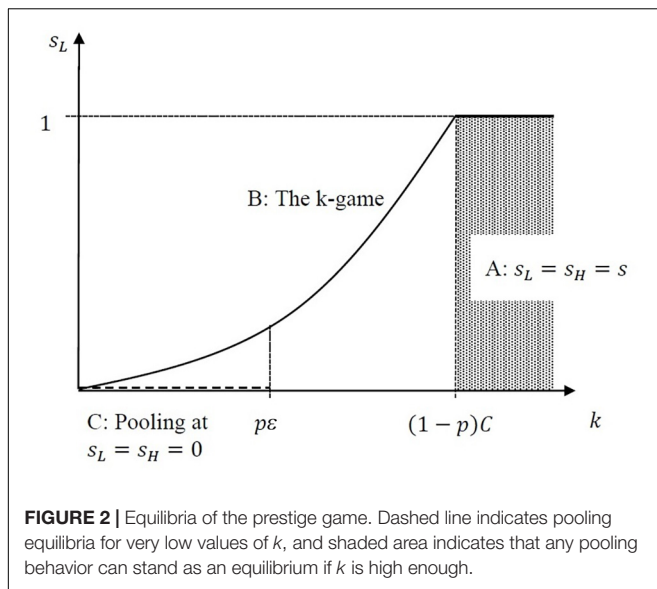 s_L
1
B: The k-game
A: s_L = s_H = s
C: Pooling at
s_L = s_H = 0
pε
(1 − p)C
k
FIGURE 2 | Equilibria of the prestige game. Dashed line indicates pooling
equilibria for very low values of k, and shaded area indicates that any pooling
behavior can stand as an equilibrium if k is high enough.